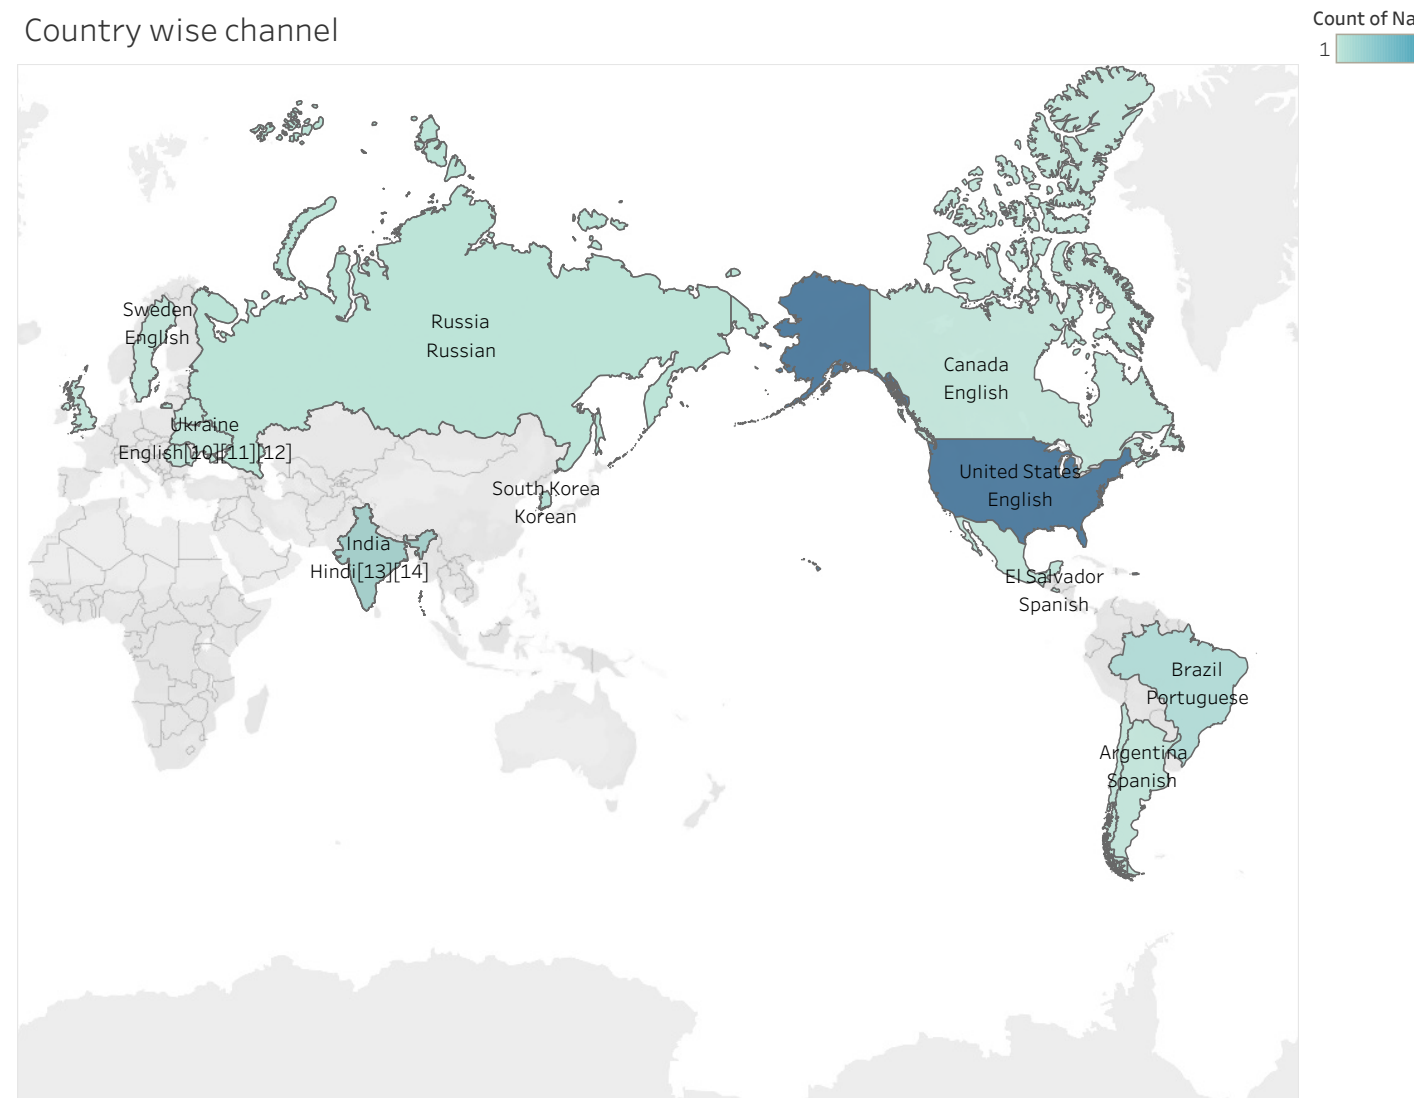 Country wise channel
Count of Na
1
Sweden
English
Russia
Russian
Canada
English
Ukraine
English[10][11][12]
United States
English
South Korea
Korean
India
Hindi[13][14]
El Salvador
Spanish
Brazil
Portuguese
Argentina
Spanish